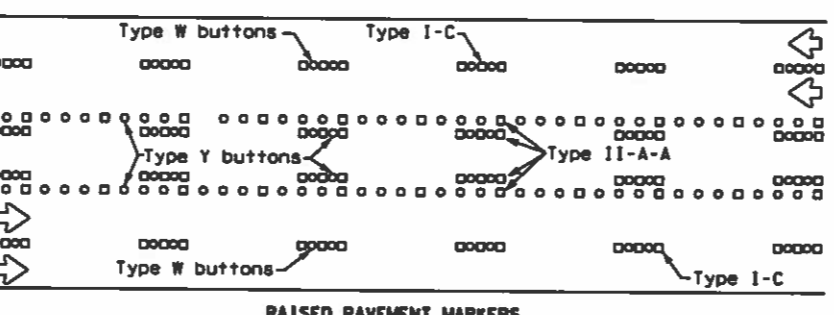 Type W buttons Type I-C
Type Y buttons Type II-A-A
Type W buttons
Type I-C
RAISED PAVEMENT MARKERS